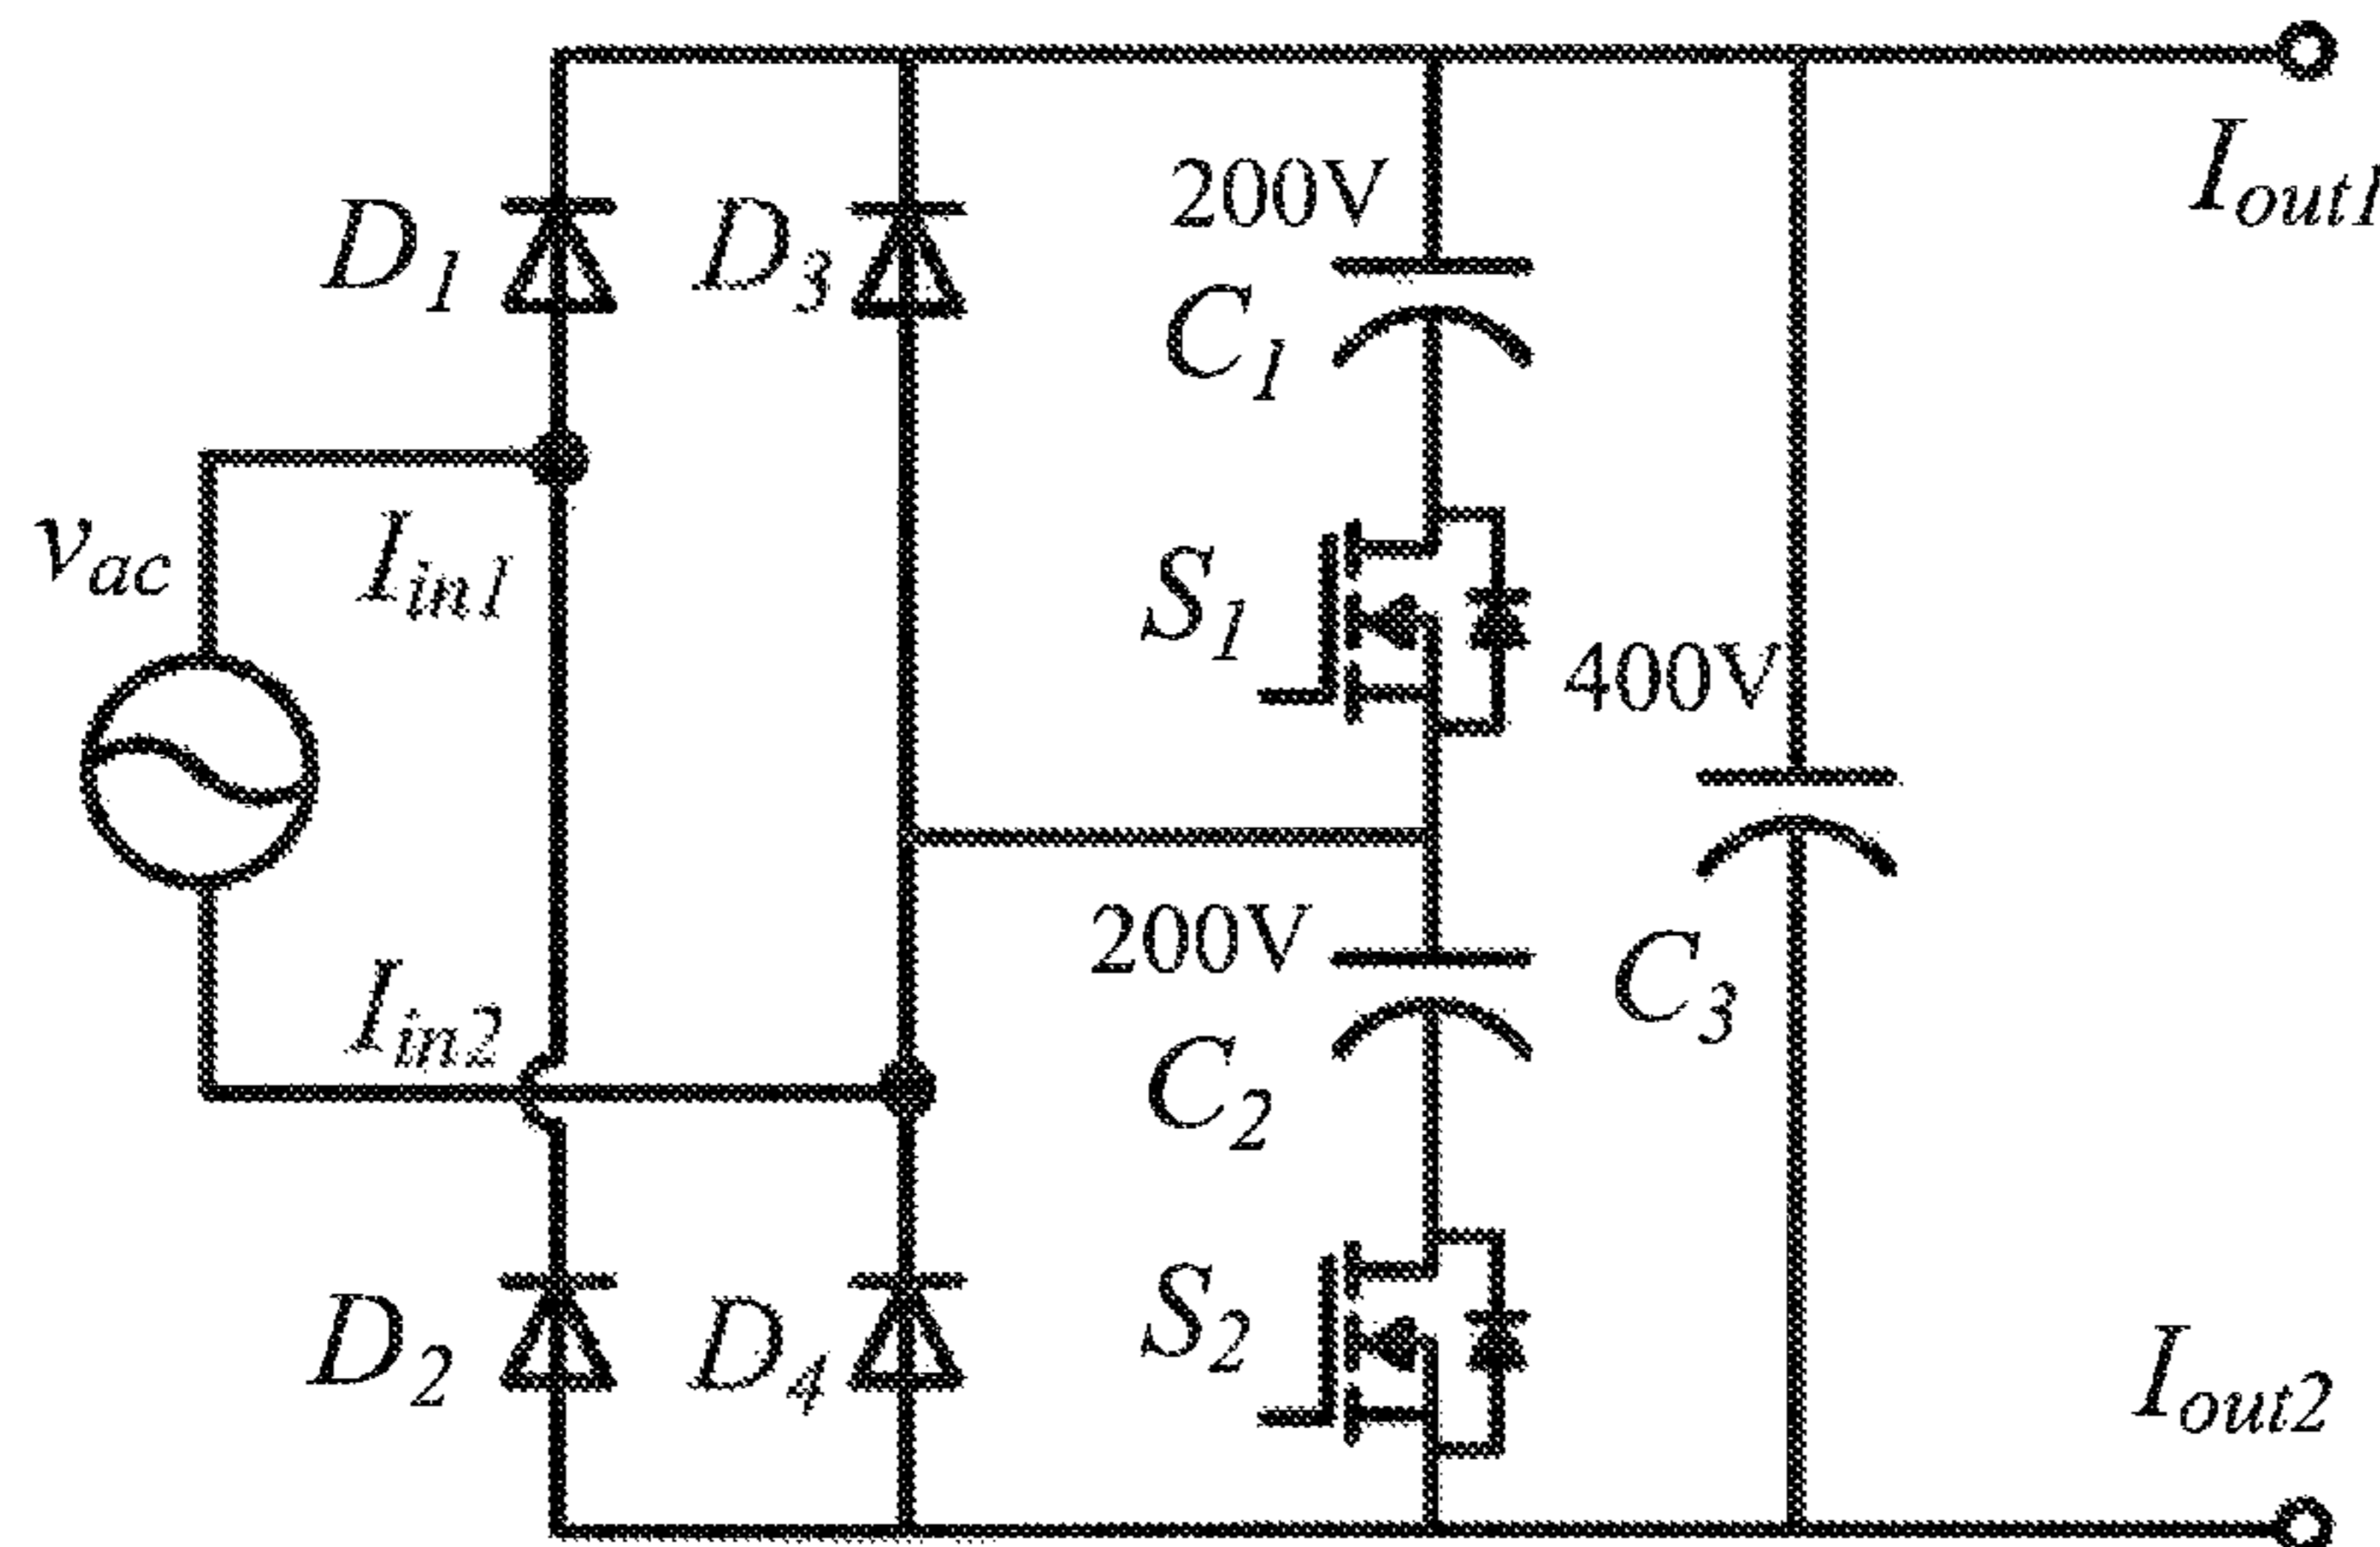 I_out1
200V
D_1
D_3
C_1
v_ac
I_in1
S_1
400V
200V
C_3
I_in2
C_2
S_2
D_2
D_4
I_out2